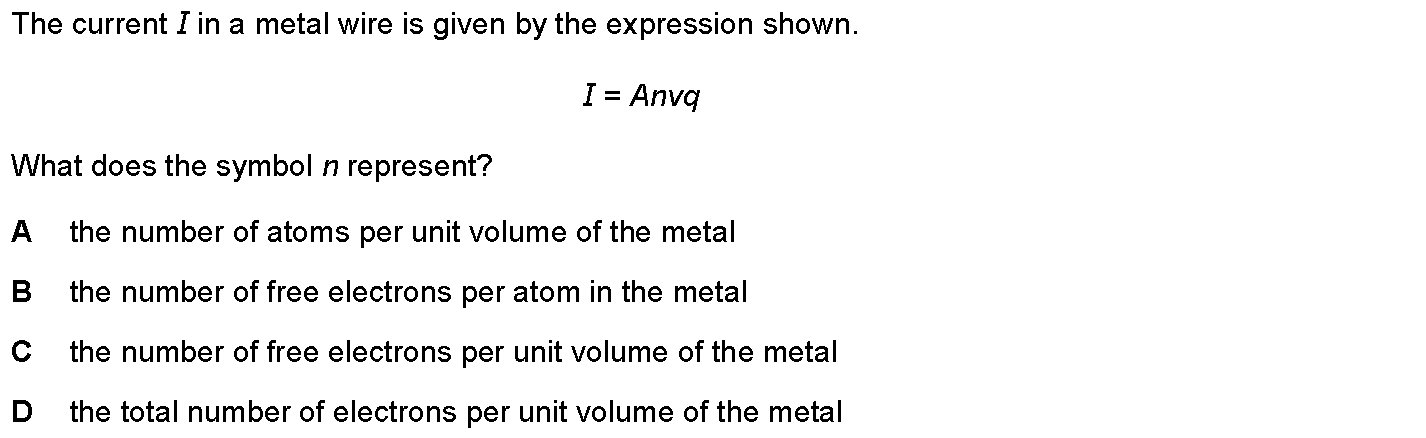 The current I in a metal wire is given by the expression shown.
I = Anvq
What does the symbol n represent?
A the number of atoms per unit volume of the metal
B the number of free electrons per atom in the metal
C the number of free electrons per unit volume of the metal
D the total number of electrons per unit volume of the metal